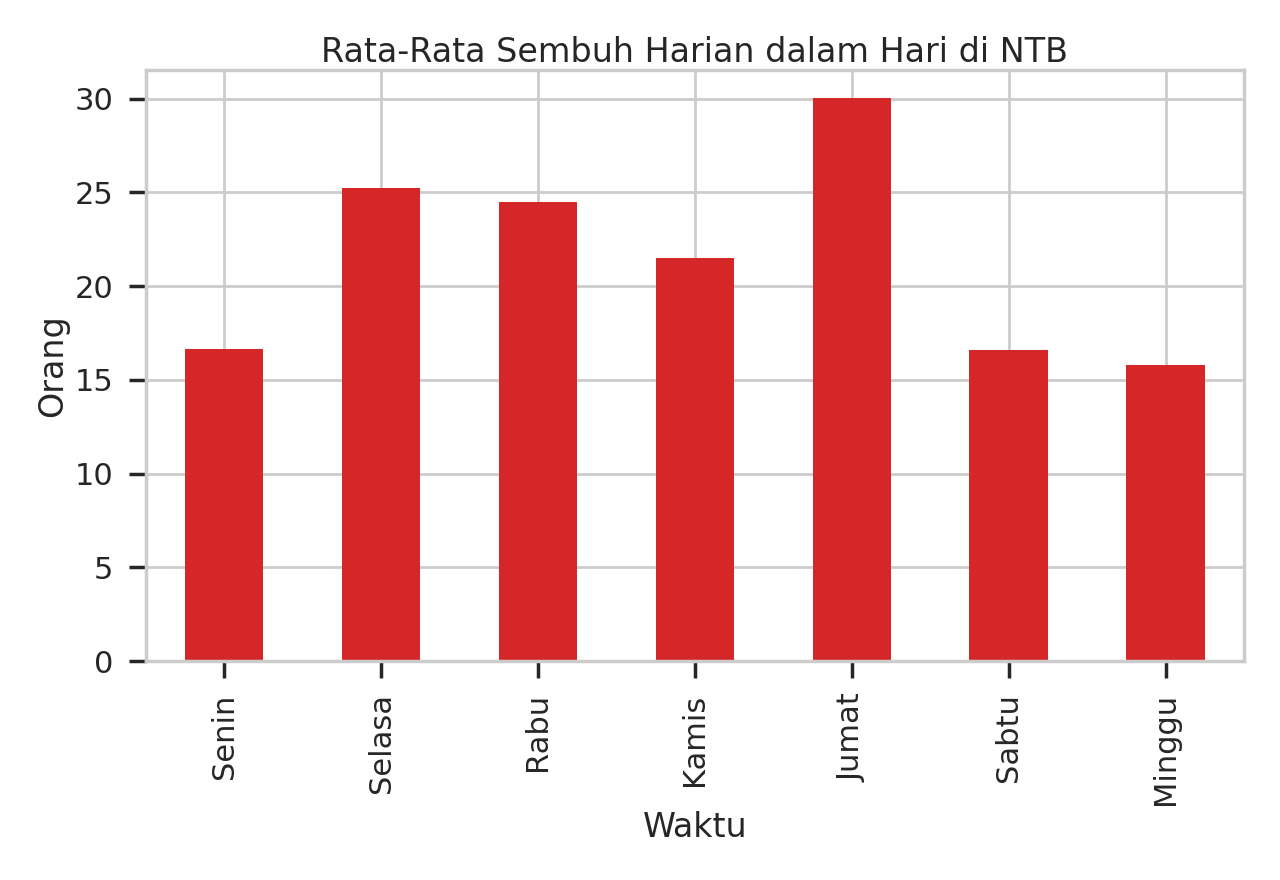 Rata-Rata Sembuh Harian dalam Hari di NTB
Orang
30
25
20
15
10
5
0
Senin
Selasa
Rabu
Kamis
Jumat
Sabtu
Minggu
Waktu